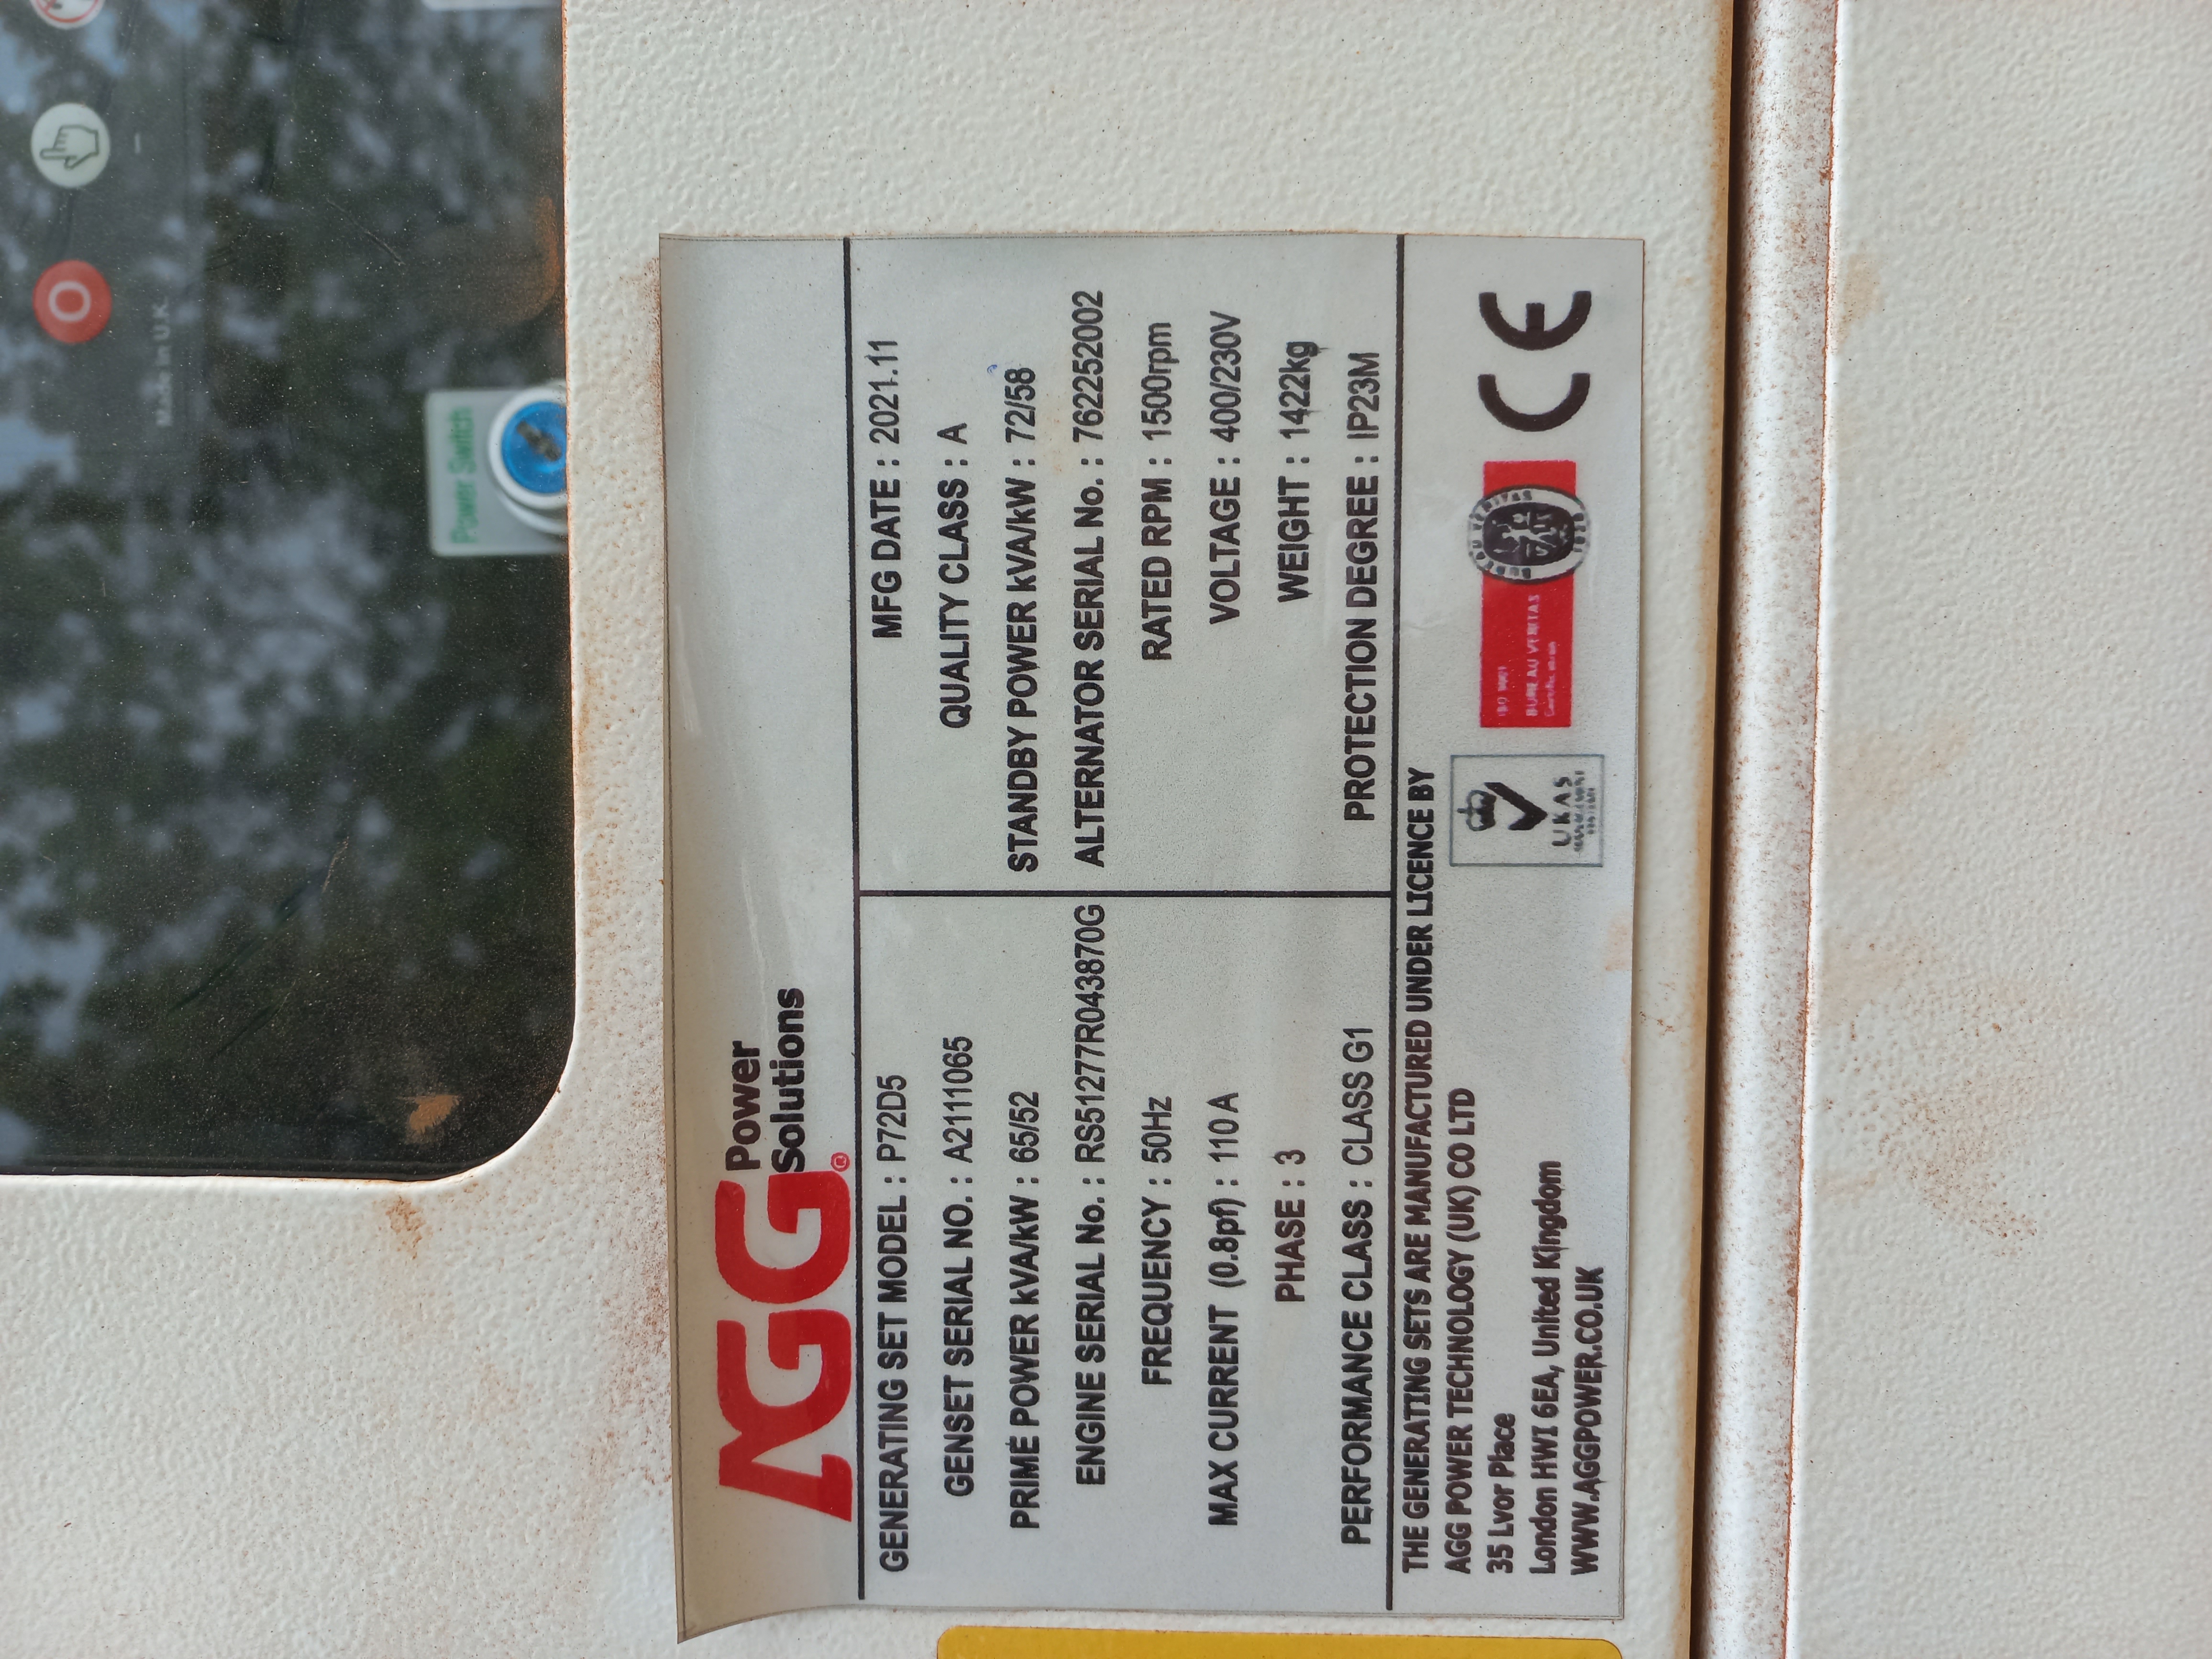 O
Made in U.K.
Power Switch
AGG Power
Solutions
®
GENERATING SET MODEL : P72D5
GENSET SERIAL NO. : A2111065
PRIME POWER kVA/kW : 65/52
ENGINE SERIAL No. : RS51277R043870G
FREQUENCY : 50Hz
MAX CURRENT (0.8pf) : 110 A
PHASE : 3
PERFORMANCE CLASS : CLASS G1
MFG DATE : 2021.11
QUALITY CLASS : A
STANDBY POWER kVA/kW : 72/58
ALTERNATOR SERIAL No. : 762252002
RATED RPM : 1500rpm
VOLTAGE : 400/230V
WEIGHT : 1422kg
PROTECTION DEGREE : IP23M
THE GENERATING SETS ARE MANUFACTURED UNDER LICENCE BY
AGG POWER TECHNOLOGY (UK) CO LTD
35 Lvor Place
London HWI 6EA, United Kingdom
WWW.AGGPOWER.CO.UK
UKAS
MANAGEMENT
SYSTEMS
ISO 9001
BUREAU VERITAS
Certification
BUREAU VERITAS
1828
CE